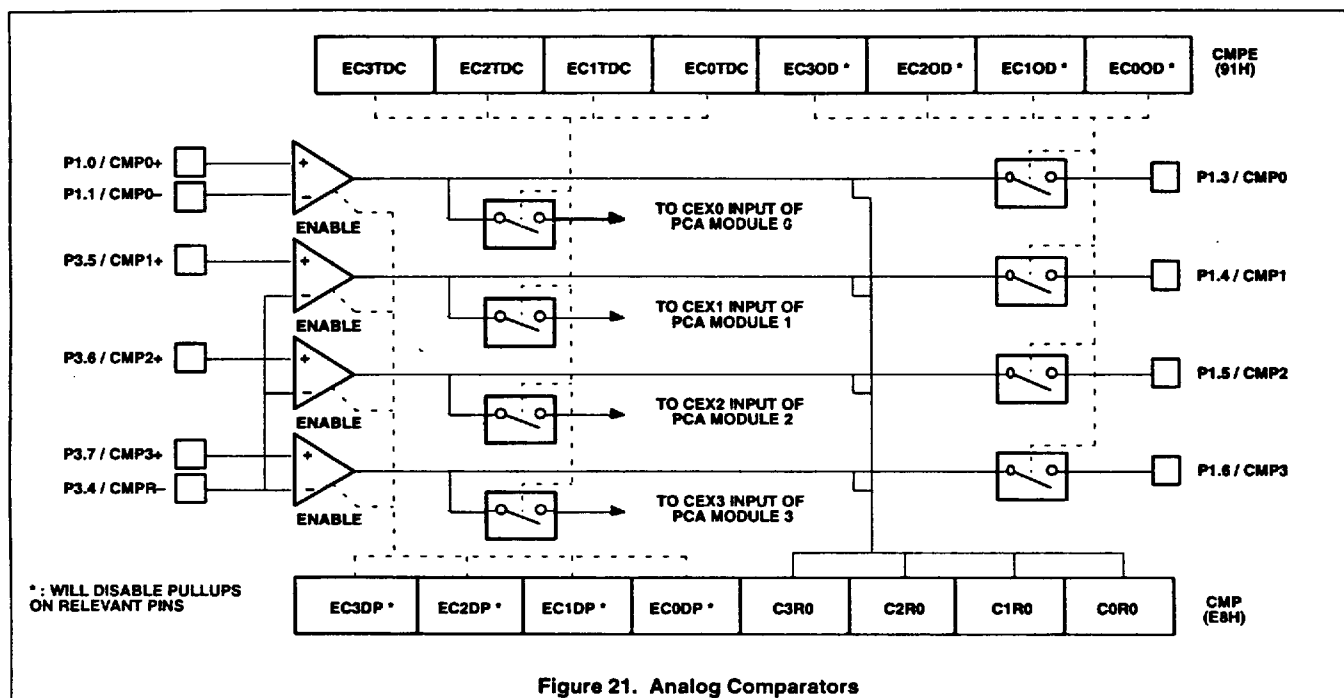 EC3TDC EC2TDC EC1TDC EC0TDC EC3OD * EC2OD * EC1OD * EC0OD *
CMPE
(91H)
P1.0 / CMP0+
P1.1 / CMP0–
+
–
ENABLE
TO CEX0 INPUT OF
PCA MODULE 0
P1.3 / CMP0
P3.5 / CMP1+
+
–
ENABLE
TO CEX1 INPUT OF
PCA MODULE 1
P1.4 / CMP1
P3.6 / CMP2+
+
–
ENABLE
TO CEX2 INPUT OF
PCA MODULE 2
P1.5 / CMP2
P3.7 / CMP3+
P3.4 / CMPR–
+
–
ENABLE
TO CEX3 INPUT OF
PCA MODULE 3
P1.6 / CMP3
* : WILL DISABLE PULLUPS
ON RELEVANT PINS
EC3DP * EC2DP * EC1DP * EC0DP * C3R0 C2R0 C1R0 C0R0
CMP
(E8H)
Figure 21. Analog Comparators